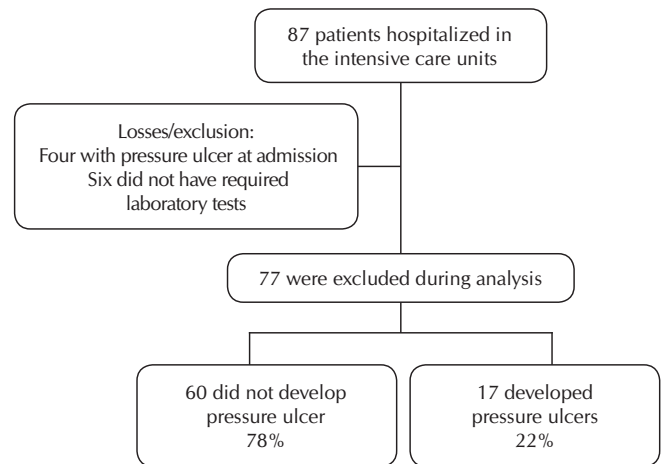 87 patients hospitalized in
the intensive care units
Losses/exclusion:
Four with pressure ulcer at admission
Six did not have required
laboratory tests
77 were excluded during analysis
60 did not develop
pressure ulcer
78%
17 developed
pressure ulcers
22%